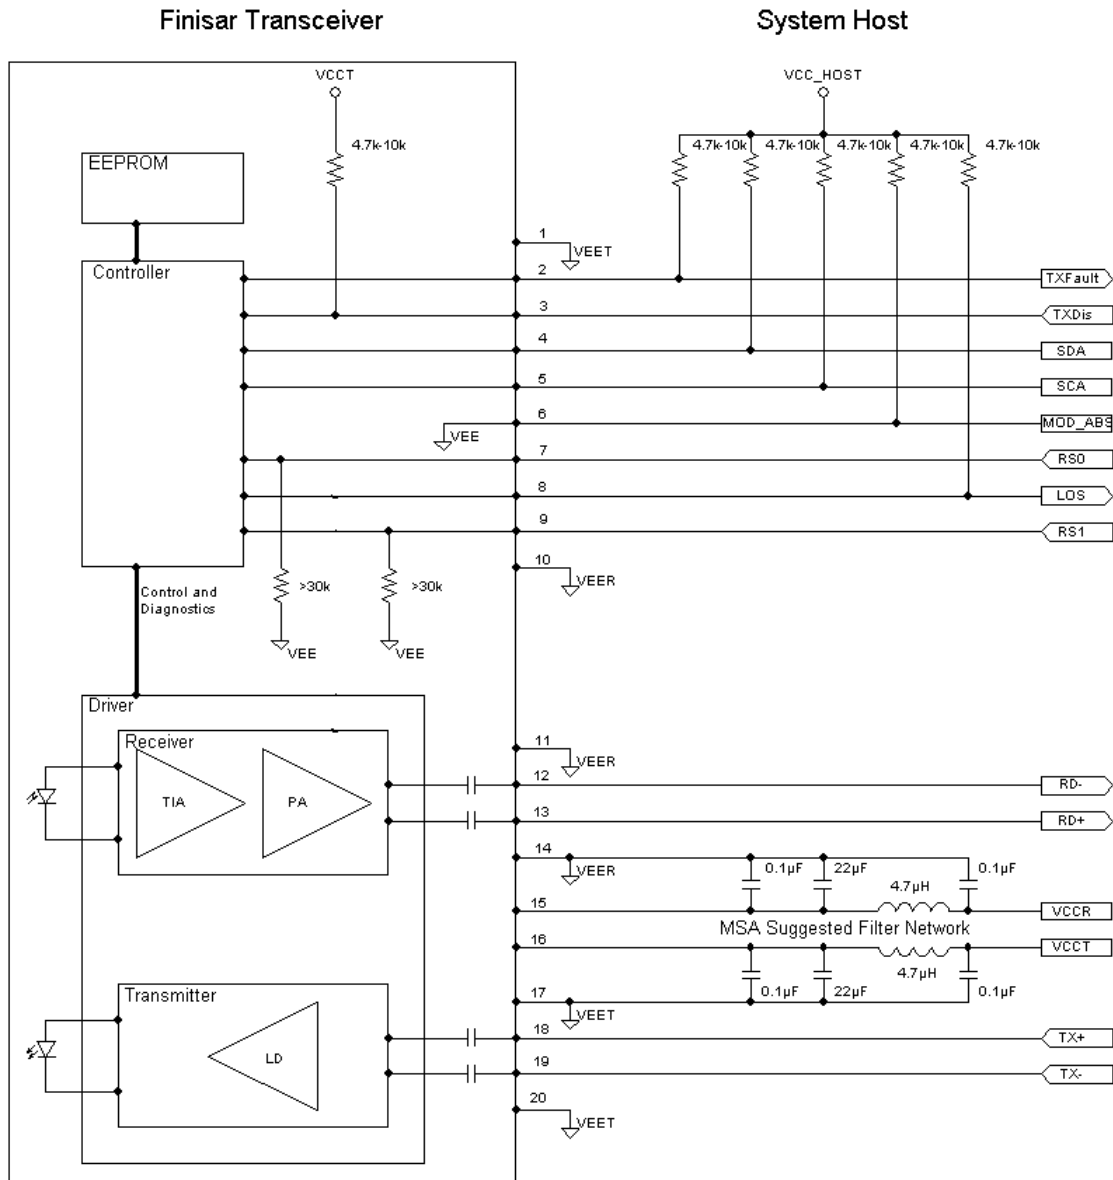 Finisar Transceiver
System Host
VCCT
VCC_HOST
4.7k-10k
4.7k-10k
4.7k-10k
4.7k-10k
4.7k-10k
4.7k-10k
EEPROM
Controller
1
VEET
2
TXFault
3
TXDis
4
SDA
5
SCA
6
VEE
MOD_ABS
7
RS0
8
LOS
9
RS1
10
VEER
>30k
>30k
Control and
Diagnostics
VEE
VEE
Driver
Receiver
TIA
PA
11
VEER
12
RD-
13
RD+
14
VEER
0.1µF
22µF
0.1µF
4.7µH
15
VCCR
MSA Suggested Filter Network
16
VCCT
4.7µH
Transmitter
17
0.1µF
22µF
0.1µF
VEET
18
TX+
LD
19
TX-
20
VEET